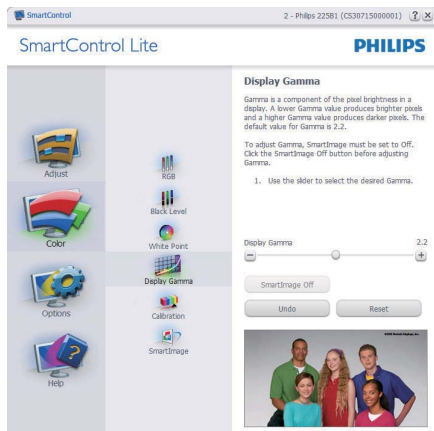 SmartControl
2 - Philips 225B1 (CS30715000001)
?
X
SmartControl Lite
PHILIPS
Adjust
Color
Options
Help
RGB
Black Level
White Point
Display Gamma
Calibration
SmartImage
Display Gamma
Gamma is a component of the pixel brightness in a
display. A lower Gamma value produces brighter pixels
and a higher Gamma value produces darker pixels. The
default value for Gamma is 2.2.
To adjust Gamma, SmartImage must be set to Off.
Click the SmartImage Off button before adjusting
Gamma.
1. Use the slider to select the desired Gamma.
Display Gamma
2.2
SmartImage Off
Undo
Reset